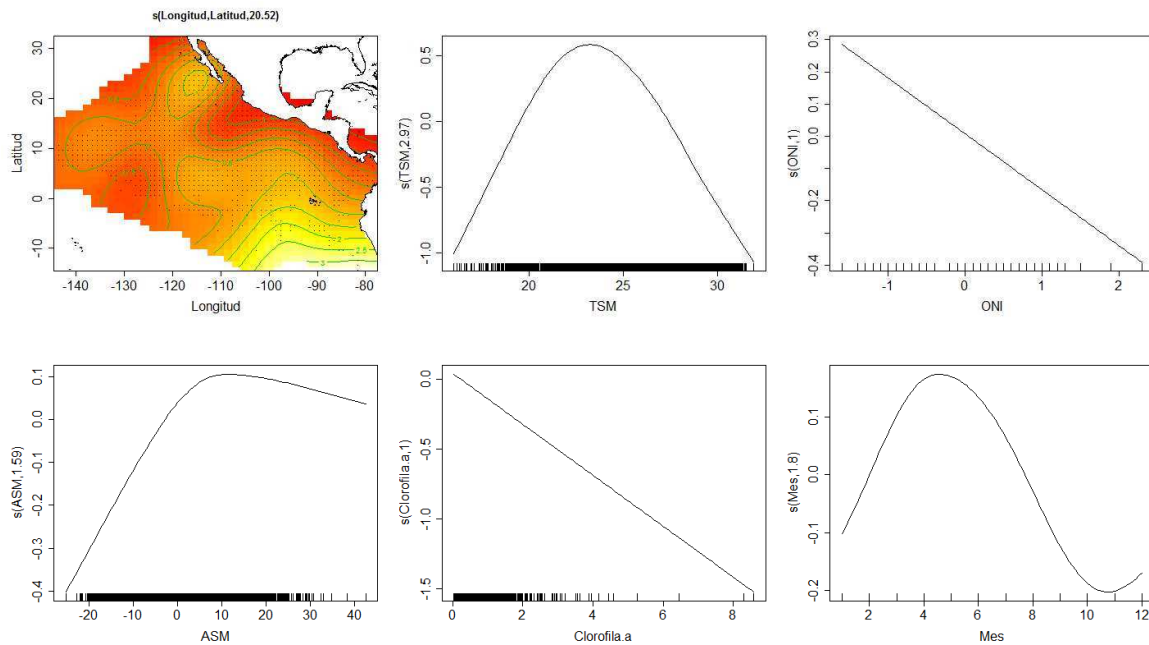 s(Longitud,Latitud,20.52)
Latitud
30
20
10
0
-10
-140 -130 -120 -110 -100 -90 -80
Longitud
s(TSM,2.97)
0.5
0.0
-0.5
-1.0
20 25 30
TSM
s(ONI,1)
0.3
0.2
0.1
0.0
-0.2
-0.4
-1 0 1 2
ONI
s(ASM,1.59)
0.1
0.0
-0.1
-0.2
-0.3
-0.4
-20 -10 0 10 20 30 40
ASM
s(Clorofila.a,1)
0.0
-0.5
-1.0
-1.5
0 2 4 6 8
Clorofila.a
s(Mes,1.8)
0.1
0.0
-0.1
-0.2
2 4 6 8 10 12
Mes